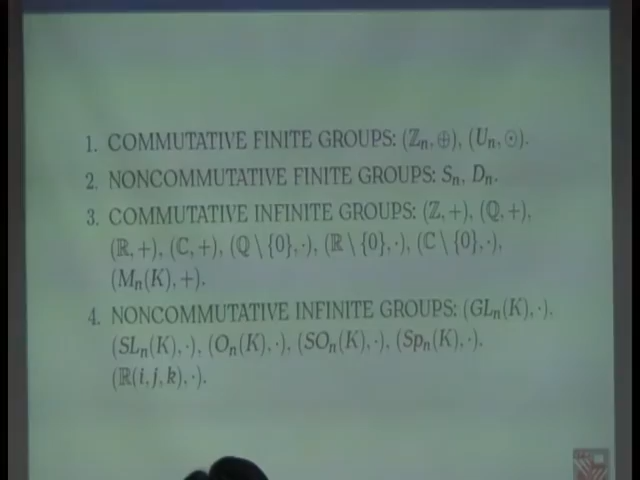 1. COMMUTATIVE FINITE GROUPS: (ℤₙ, ⊕), (Uₙ, ⊙).
2. NONCOMMUTATIVE FINITE GROUPS: Sₙ, Dₙ.
3. COMMUTATIVE INFINITE GROUPS: (ℤ, +), (ℚ, +),
(ℝ, +), (ℂ, +), (ℚ \ {0}, ·), (ℝ \ {0}, ·), (ℂ \ {0}, ·),
(Mₙ(K), +).
4. NONCOMMUTATIVE INFINITE GROUPS: (GLₙ(K), ·),
(SLₙ(K), ·), (Oₙ(K), ·), (SOₙ(K), ·), (Spₙ(K), ·),
(ℝ(i, j, k), ·).